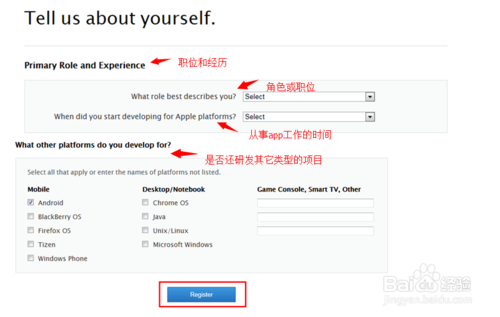 Tell us about yourself.
Primary Role and Experience
职位和经历
角色或职位
What role best describes you?
Select
When did you start developing for Apple platforms?
Select
从事app工作的时间
What other platforms do you develop for?
是否还研发其它类型的项目
Select all that apply or enter the names of platforms not listed.
Mobile
Desktop/Notebook
Game Console, Smart TV, Other
Android
Chrome OS
BlackBerry OS
Java
Firefox OS
Unix/Linux
Tizen
Microsoft Windows
Windows Phone
Register
Baidu 经验
jingyan.baidu.com